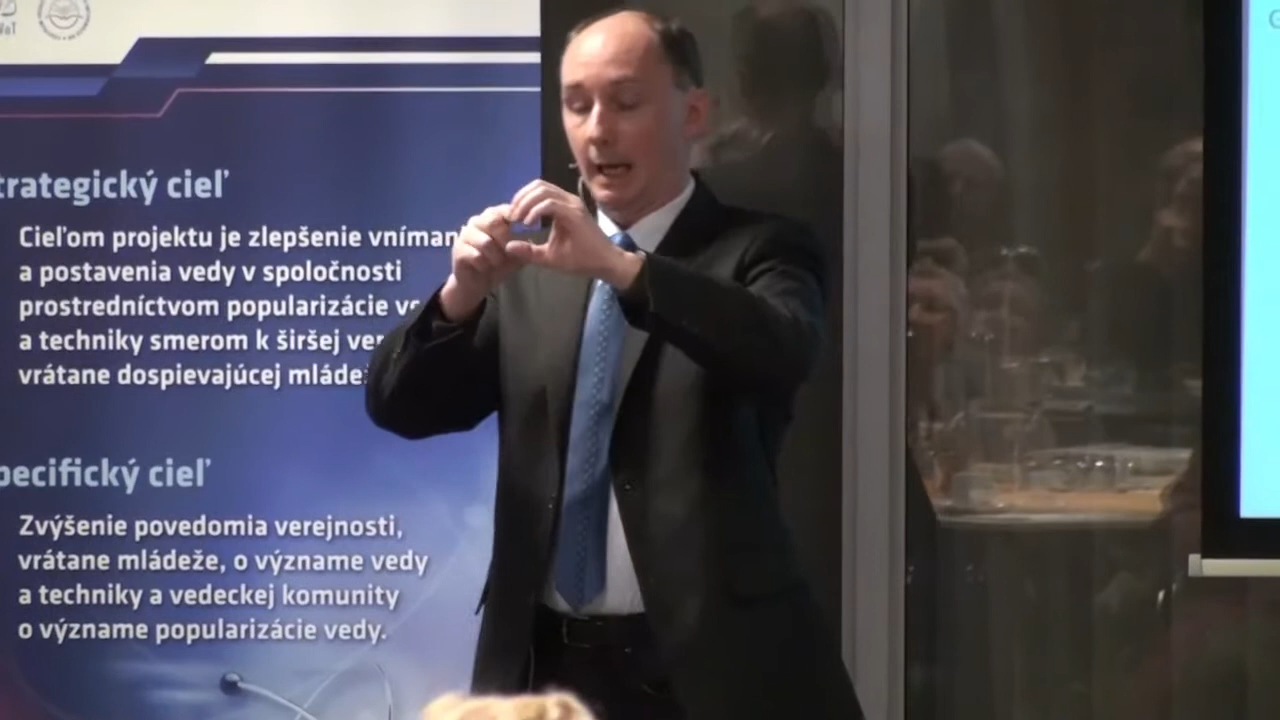 trategický cieľ
Cieľom projektu je zlepšenie vníman
a postavenia vedy v spoločnosti
prostredníctvom popularizácie ve
a techniky smerom k širšej ver
vrátane dospievajúcej mládež
pecifický cieľ
Zvýšenie povedomia verejnosti,
vrátane mládeže, o význame vedy
a techniky a vedeckej komunity
o význame popularizácie vedy.